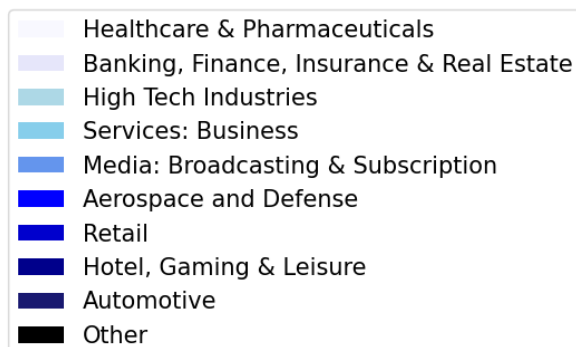 Healthcare & Pharmaceuticals
Banking, Finance, Insurance & Real Estate
High Tech Industries
Services: Business
Media: Broadcasting & Subscription
Aerospace and Defense
Retail
Hotel, Gaming & Leisure
Automotive
Other